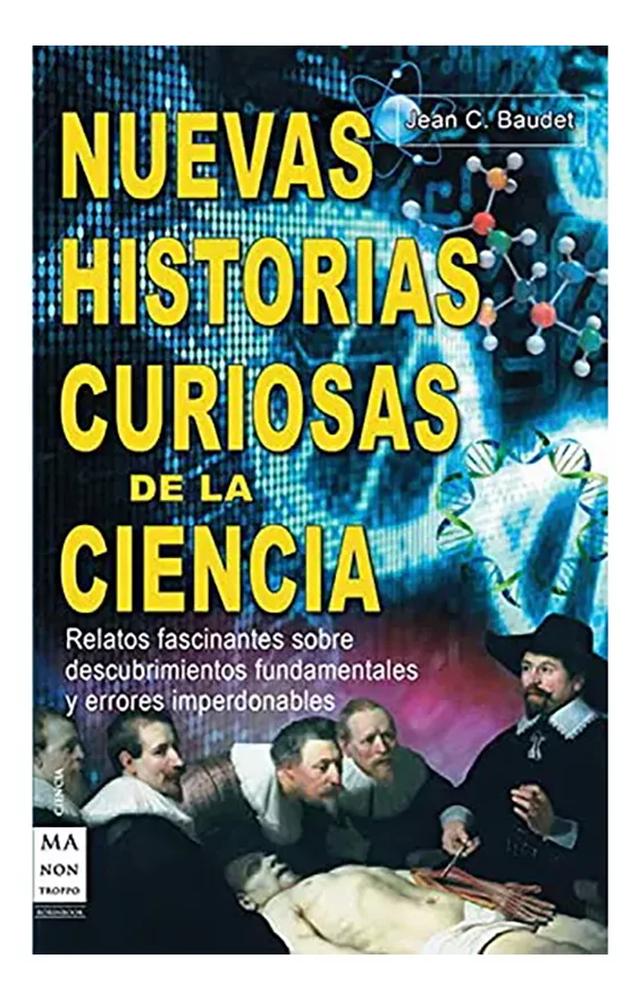 Jean C. Baudet
NUEVAS
HISTORIAS
CURIOSAS
DE LA
CIENCIA
Relatos fascinantes sobre
descubrimientos fundamentales
y errores imperdonables
CIENCIA
MA
NON
TROPPO
ROBINBOOK